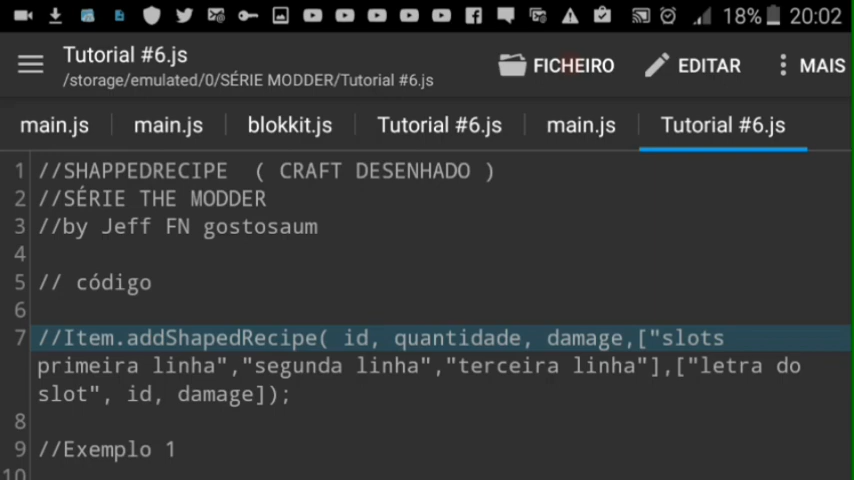 18% 20:02
Tutorial #6.js
/storage/emulated/0/SÉRIE MODDER/Tutorial #6.js
FICHEIRO EDITAR MAIS
main.js main.js blokkit.js Tutorial #6.js main.js Tutorial #6.js
1 //SHAPPEDRECIPE ( CRAFT DESENHADO )
2 //SÉRIE THE MODDER
3 //by Jeff FN gostosaum
4
5 // código
6
7 //Item.addShapedRecipe( id, quantidade, damage,["slots
primeira linha","segunda linha","terceira linha"],["letra do
slot", id, damage]);
8
9 //Exemplo 1
10